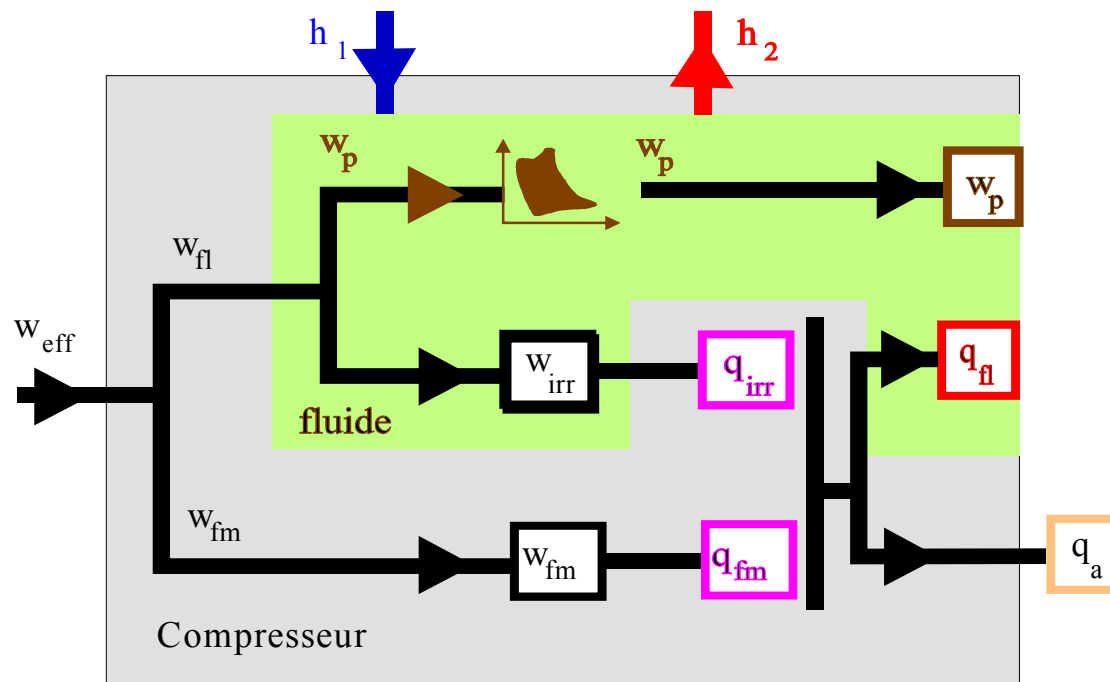 h 1
h 2
w p
w p
w p
w fl
w eff
w irr
q irr
q fl
fluide
w fm
w fm
q fm
q a
Compresseur